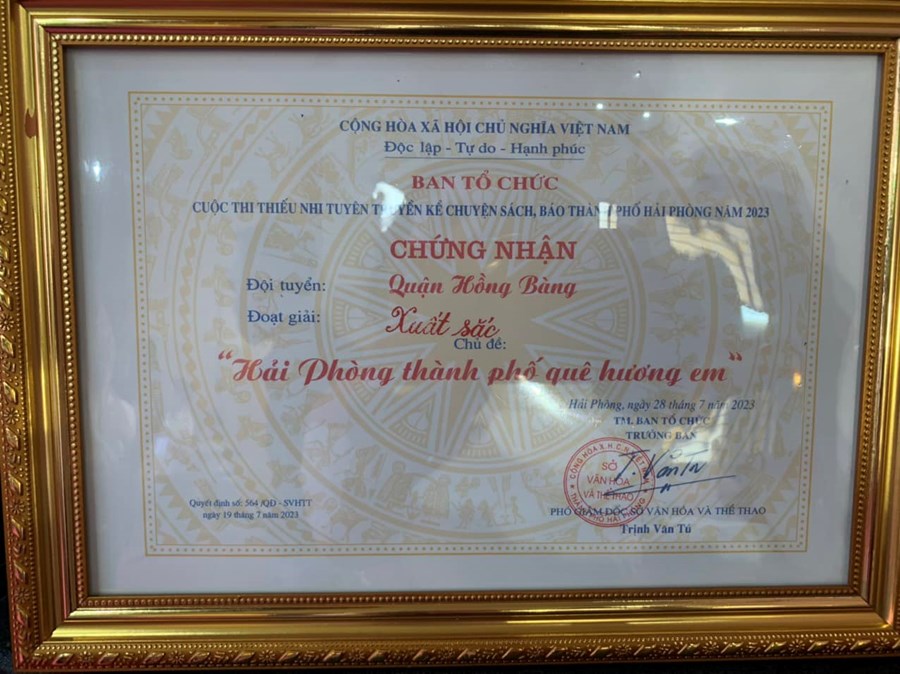 CỘNG HÒA XÃ HỘI CHỦ NGHĨA VIỆT NAM
Độc lập - Tự do - Hạnh phúc
BAN TỔ CHỨC
CUỘC THI THIẾU NHI TUYÊN TRUYỀN KỂ CHUYỆN SÁCH, BÁO THÀNH PHỐ HẢI PHÒNG NĂM 2023
CHỨNG NHẬN
Đội tuyển: Quận Hồng Bàng
Đoạt giải: Xuất sắc
Chủ đề:
“Hải Phòng thành phố quê hương em”
Hải Phòng, ngày 28 tháng 7 năm 2023
TM. BAN TỔ CHỨC
TRƯỞNG BAN
SỞ
VĂN HÓA
VÀ THỂ THAO
Quyết định số: 564 /QĐ - SVHTT
ngày 19 tháng 7 năm 2023
PHÓ GIÁM ĐỐC SỞ VĂN HÓA VÀ THỂ THAO
Trịnh Văn Tú